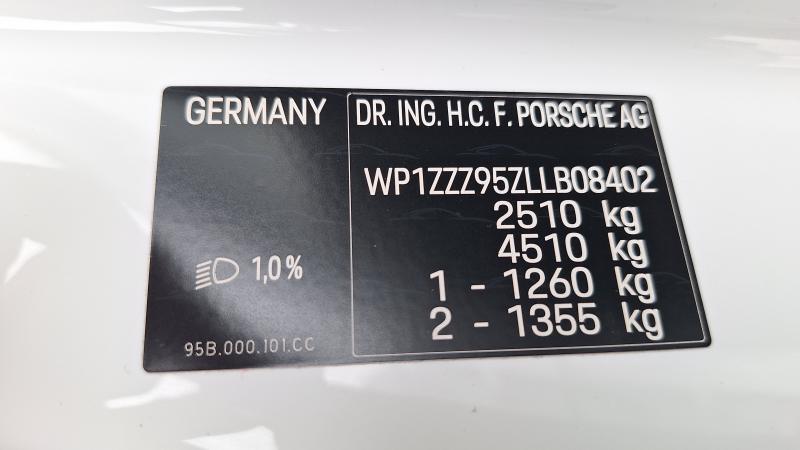 GERMANY
DR. ING. H.C. F. PORSCHE AG
WP1ZZZ95ZLLB08402
2510 kg
4510 kg
1 - 1260 kg
2 - 1355 kg
1,0%
95B.000.101.CC